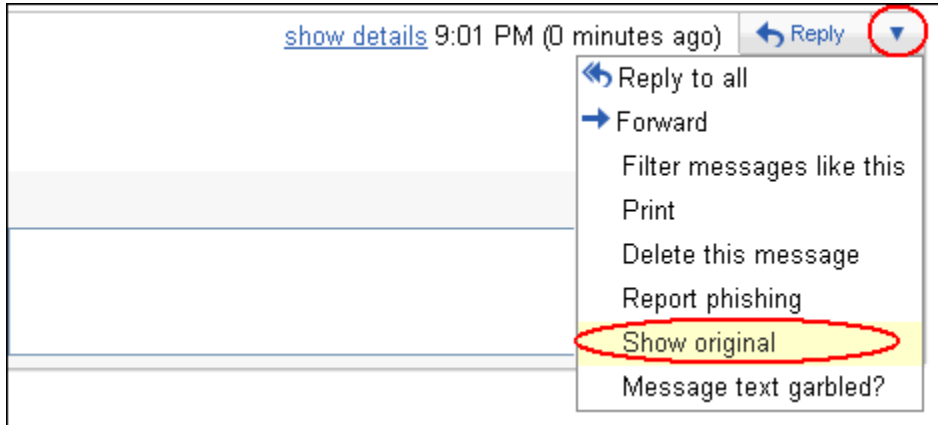 show details 9:01 PM (0 minutes ago) Reply
Reply to all
Forward
Filter messages like this
Print
Delete this message
Report phishing
Show original
Message text garbled?